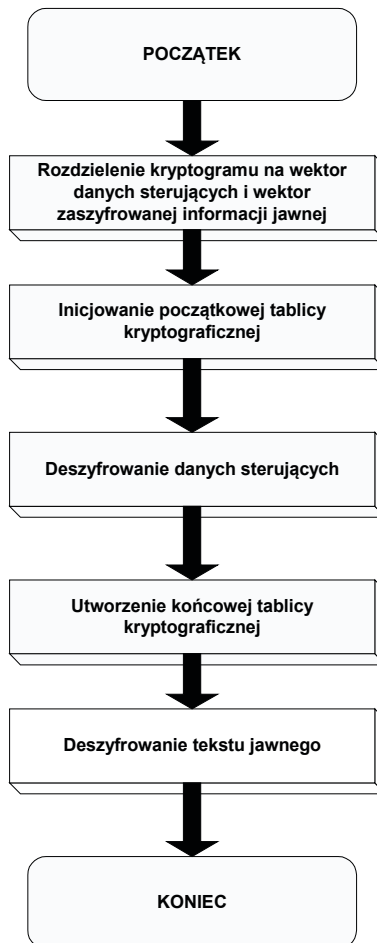 POCZĄTEK
Rozdzielenie kryptogramu na wektor
danych sterujących i wektor
zaszyfrowanej informacji jawnej
Inicjowanie początkowej tablicy
kryptograficznej
Deszyfrowanie danych sterujących
Utworzenie końcowej tablicy
kryptograficznej
Deszyfrowanie tekstu jawnego
KONIEC